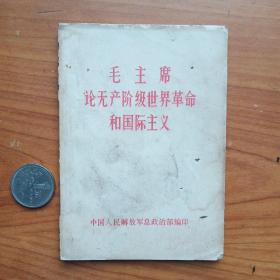 毛主席
论无产阶级世界革命
和国际主义
中国人民解放军总政治部编印